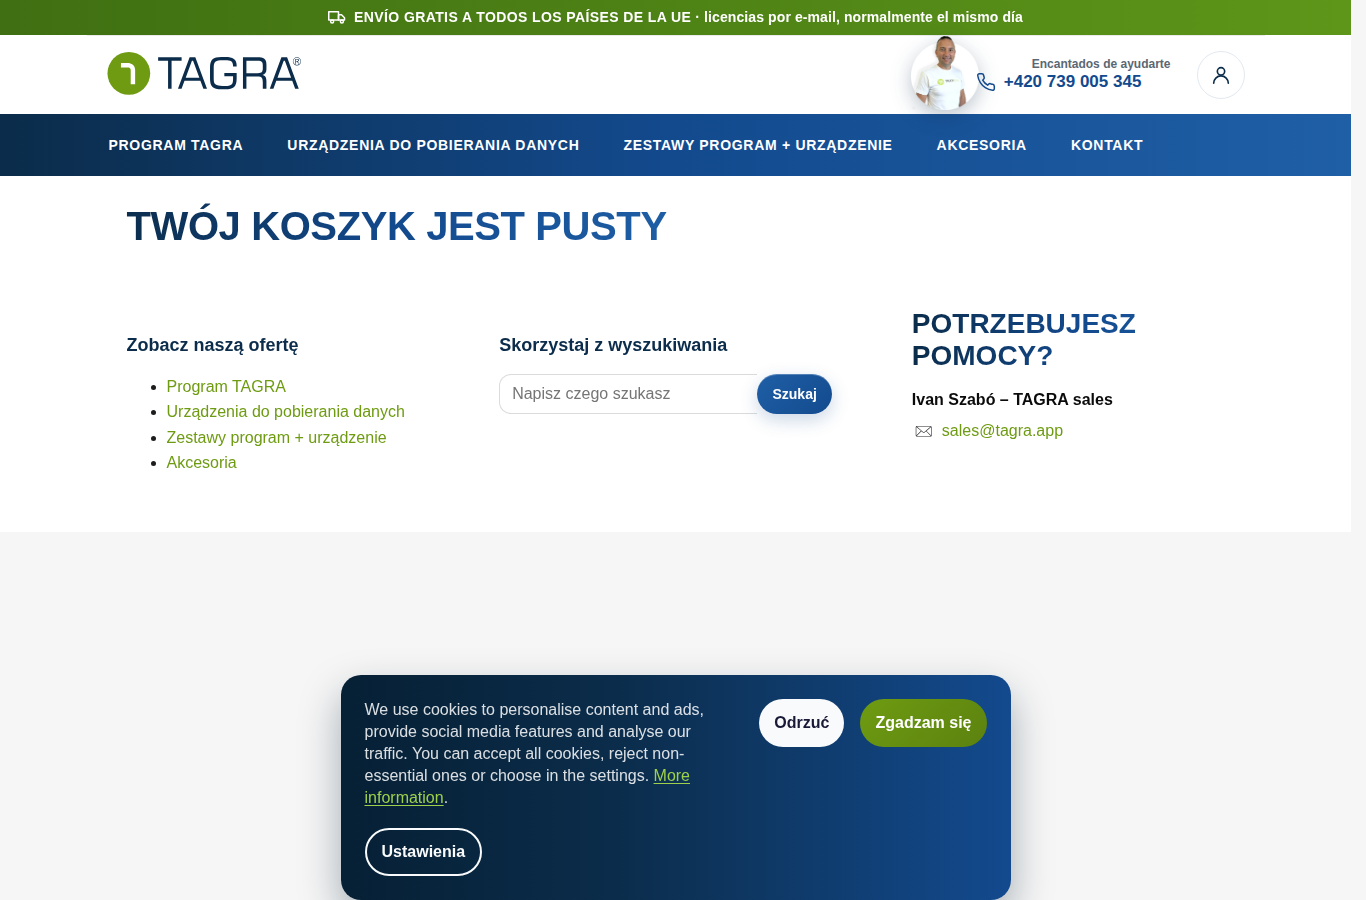 ENVÍO GRATIS A TODOS LOS PAÍSES DE LA UE · licencias por e-mail, normalmente el mismo día
TAGRA®
Encantados de ayudarte
+420 739 005 345
PROGRAM TAGRA
URZĄDZENIA DO POBIERANIA DANYCH
ZESTAWY PROGRAM + URZĄDZENIE
AKCESORIA
KONTAKT
TWÓJ KOSZYK JEST PUSTY
Zobacz naszą ofertę
Program TAGRA
Urządzenia do pobierania danych
Zestawy program + urządzenie
Akcesoria
Skorzystaj z wyszukiwania
Napisz czego szukasz
Szukaj
POTRZEBUJESZ
POMOCY?
Ivan Szabó – TAGRA sales
sales@tagra.app
We use cookies to personalise content and ads,
provide social media features and analyse our
traffic. You can accept all cookies, reject non-
essential ones or choose in the settings. More
information.
Odrzuć
Zgadzam się
Ustawienia